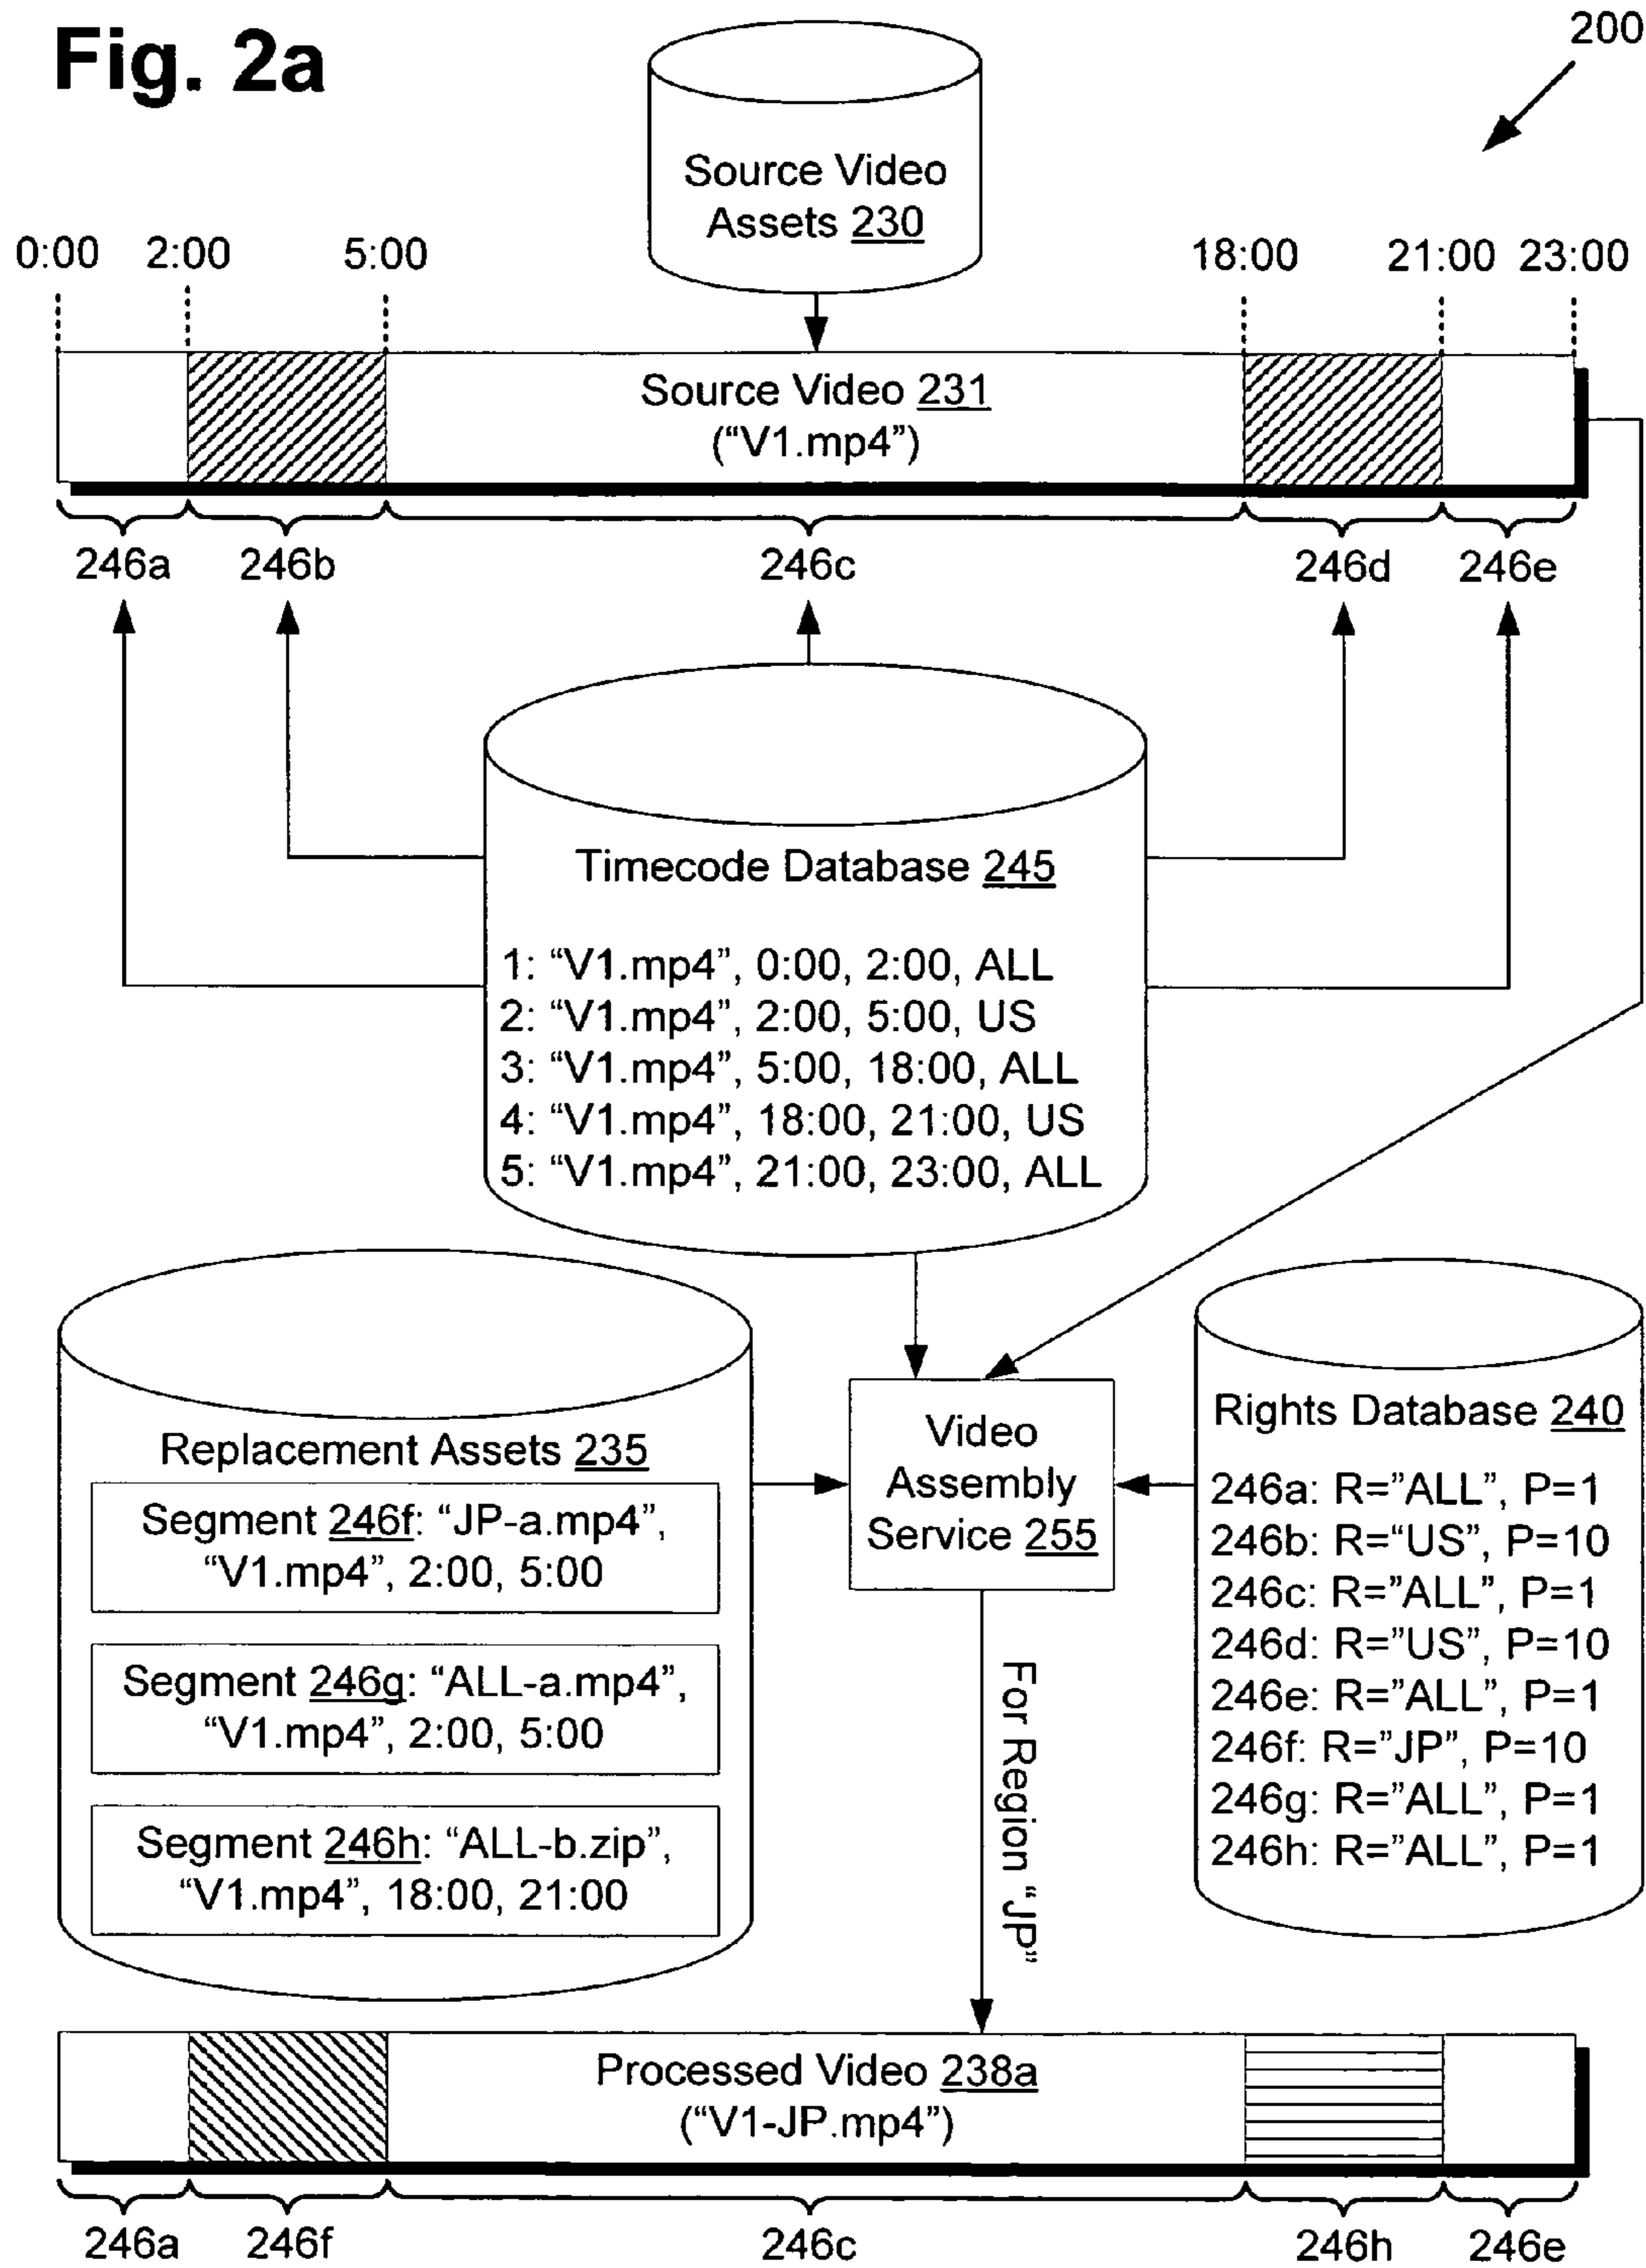 Fig. 2a
200
Source Video
Assets 230
0:00 2:00 5:00 18:00 21:00 23:00
Source Video 231
(“V1.mp4”)
246a 246b 246c 246d 246e
Timecode Database 245
1: “V1.mp4”, 0:00, 2:00, ALL
2: “V1.mp4”, 2:00, 5:00, US
3: “V1.mp4”, 5:00, 18:00, ALL
4: “V1.mp4”, 18:00, 21:00, US
5: “V1.mp4”, 21:00, 23:00, ALL
Replacement Assets 235
Segment 246f: “JP-a.mp4”,
“V1.mp4”, 2:00, 5:00
Segment 246g: “ALL-a.mp4”,
“V1.mp4”, 2:00, 5:00
Segment 246h: “ALL-b.zip”,
“V1.mp4”, 18:00, 21:00
Video
Assembly
Service 255
Rights Database 240
246a: R=”ALL”, P=1
246b: R=”US”, P=10
246c: R=”ALL”, P=1
246d: R=”US”, P=10
246e: R=”ALL”, P=1
246f: R=”JP”, P=10
246g: R=”ALL”, P=1
246h: R=”ALL”, P=1
For Region “JP”
Processed Video 238a
(“V1-JP.mp4”)
246a 246f 246c 246h 246e